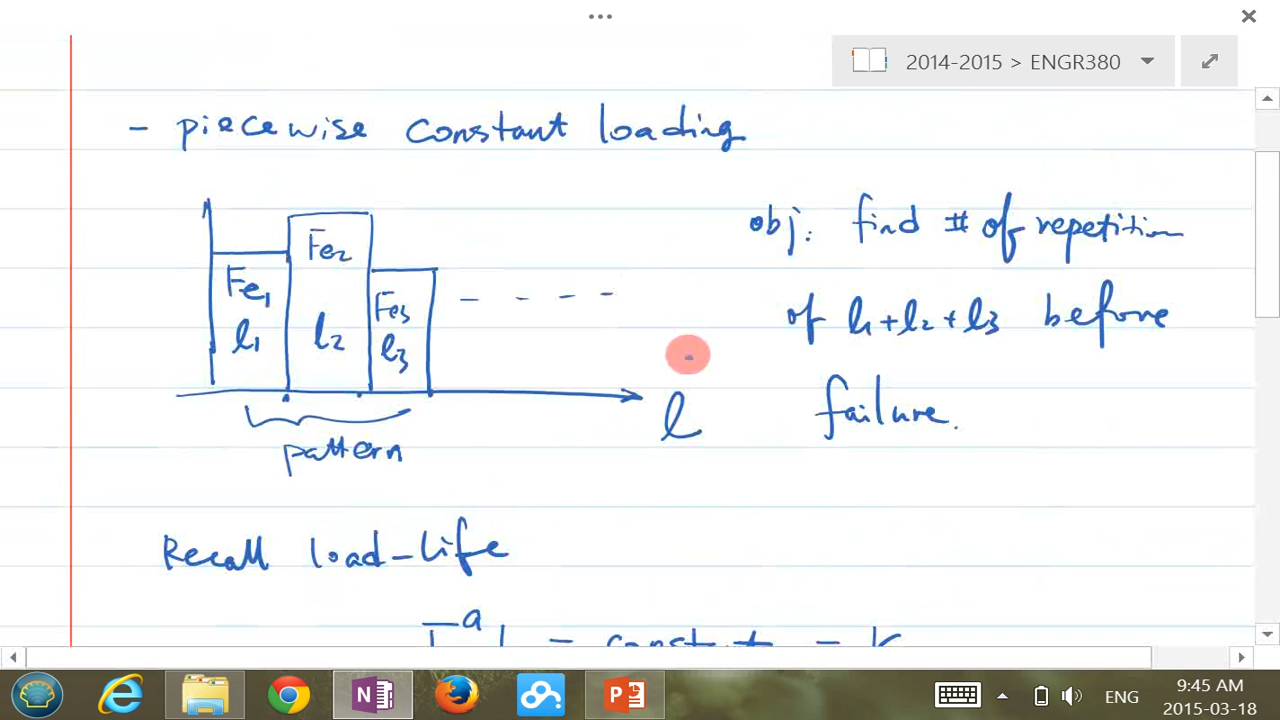 2014-2015 > ENGR380
- piecewise constant loading
Fe1 Fe2 Fe3
l1 l2 l3
l
pattern
obj: find # of repetition
of l1+l2+l3 before
failure.
Recall load-life
F^a l = constant = K
ENG
9:45 AM
2015-03-18